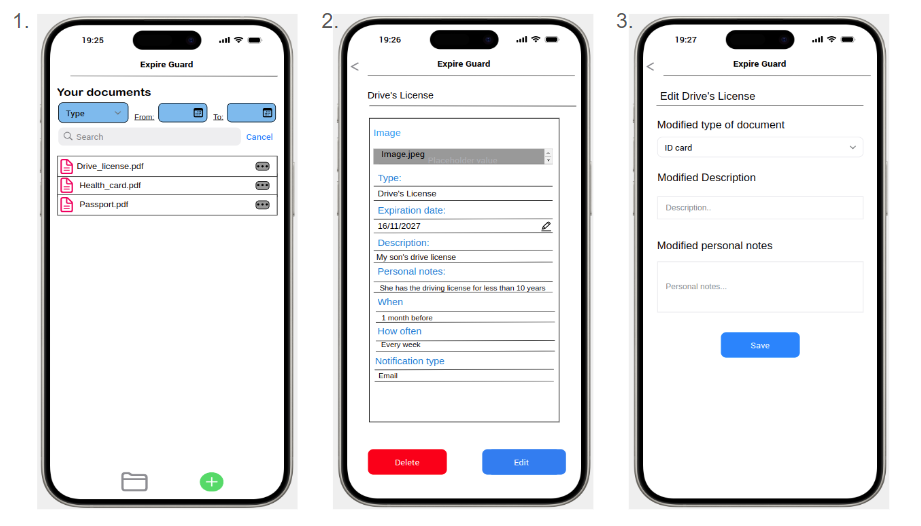 1.
19:25
Expire Guard
Your documents
Type
From:
To:
Search
Cancel
Drive_license.pdf
Health_card.pdf
Passport.pdf
2.
19:26
<
Expire Guard
Drive's License
Image
Image.jpeg
Placeholder value
Type:
Drive's License
Expiration date:
16/11/2027
Description:
My son's drive license
Personal notes:
She has the driving license for less than 10 years
When
1 month before
How often
Every week
Notification type
Email
Delete
Edit
3.
19:27
<
Expire Guard
Edit Drive's License
Modified type of document
ID card
Modified Description
Description..
Modified personal notes
Personal notes...
Save